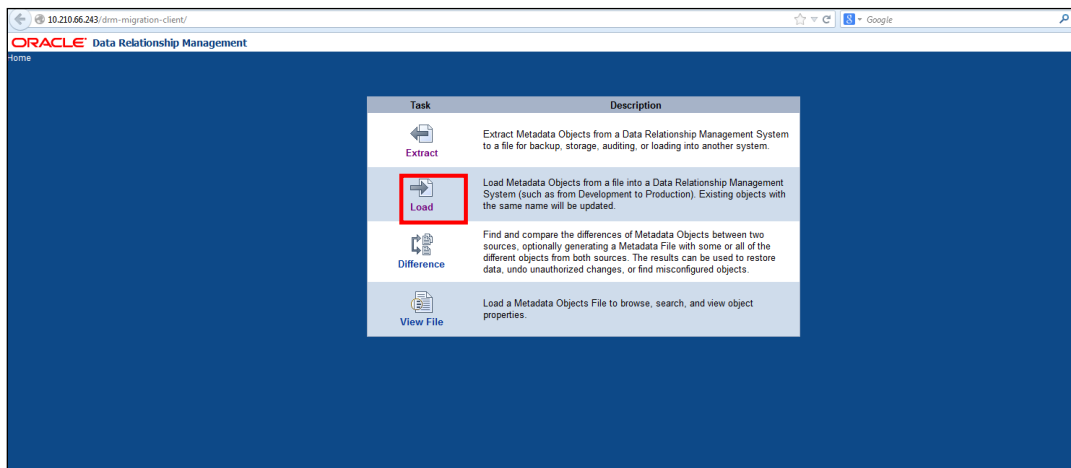 10.210.66.243/drm-migration-client/
Google
ORACLE Data Relationship Management
Home
Task Description
Extract
Extract Metadata Objects from a Data Relationship Management System
to a file for backup, storage, auditing, or loading into another system.
Load
Load Metadata Objects from a file into a Data Relationship Management
System (such as from Development to Production). Existing objects with
the same name will be updated.
Difference
Find and compare the differences of Metadata Objects between two
sources, optionally generating a Metadata File with some or all of the
different objects from both sources. The results can be used to restore
data, undo unauthorized changes, or find misconfigured objects.
View File
Load a Metadata Objects File to browse, search, and view object
properties.